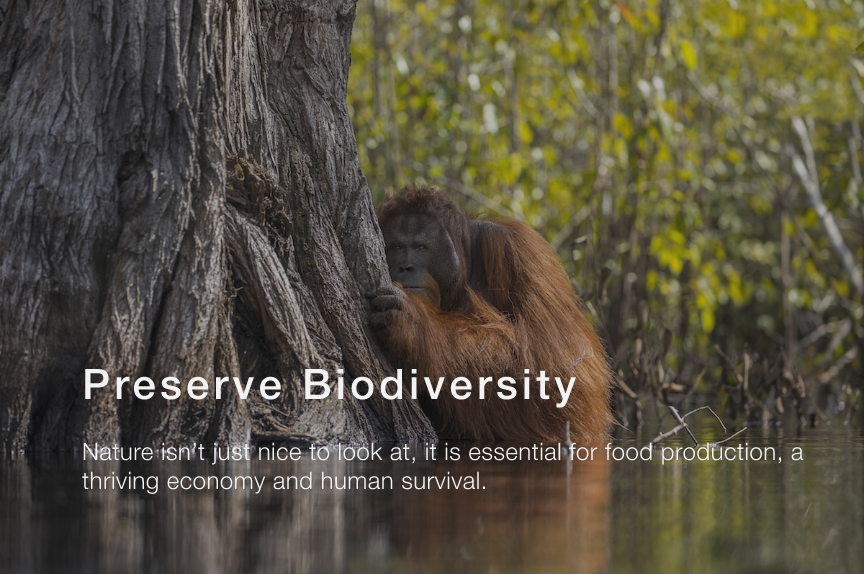 Preserve Biodiversity
Nature isn't just nice to look at, it is essential for food production, a
thriving economy and human survival.